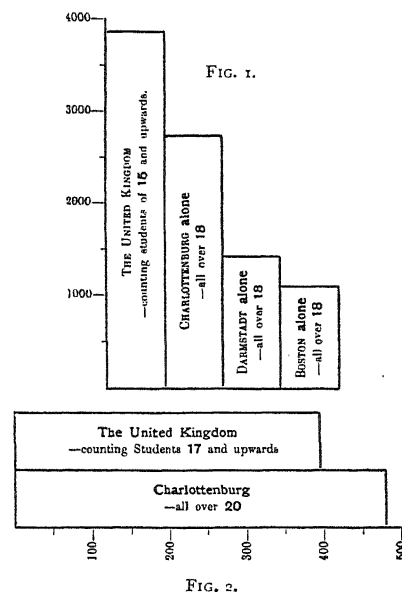 4000
3000
2000
1000
FIG. 1.
THE UNITED KINGDOM
—counting students of 15 and upwards.
CHARLOTTENBURG alone
—all over 18
DARMSTADT alone
—all over 18
BOSTON alone
—all over 18
The United Kingdom
—counting Students 17 and upwards
Charlottenburg
—all over 20
100
200
300
400
500
FIG. 2.